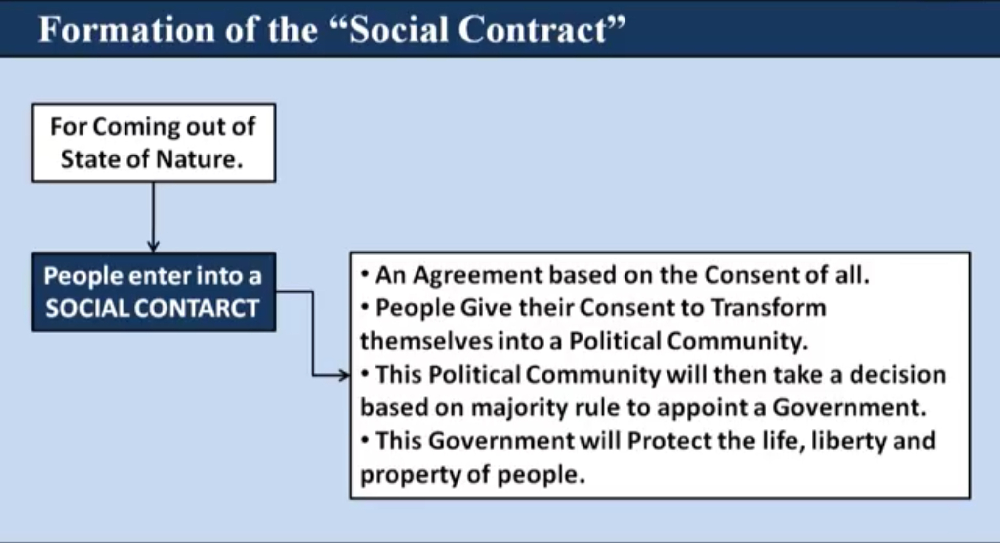 Formation of the “Social Contract”
For Coming out of
State of Nature.
People enter into a
SOCIAL CONTARCT
• An Agreement based on the Consent of all.
• People Give their Consent to Transform
themselves into a Political Community.
• This Political Community will then take a decision
based on majority rule to appoint a Government.
• This Government will Protect the life, liberty and
property of people.